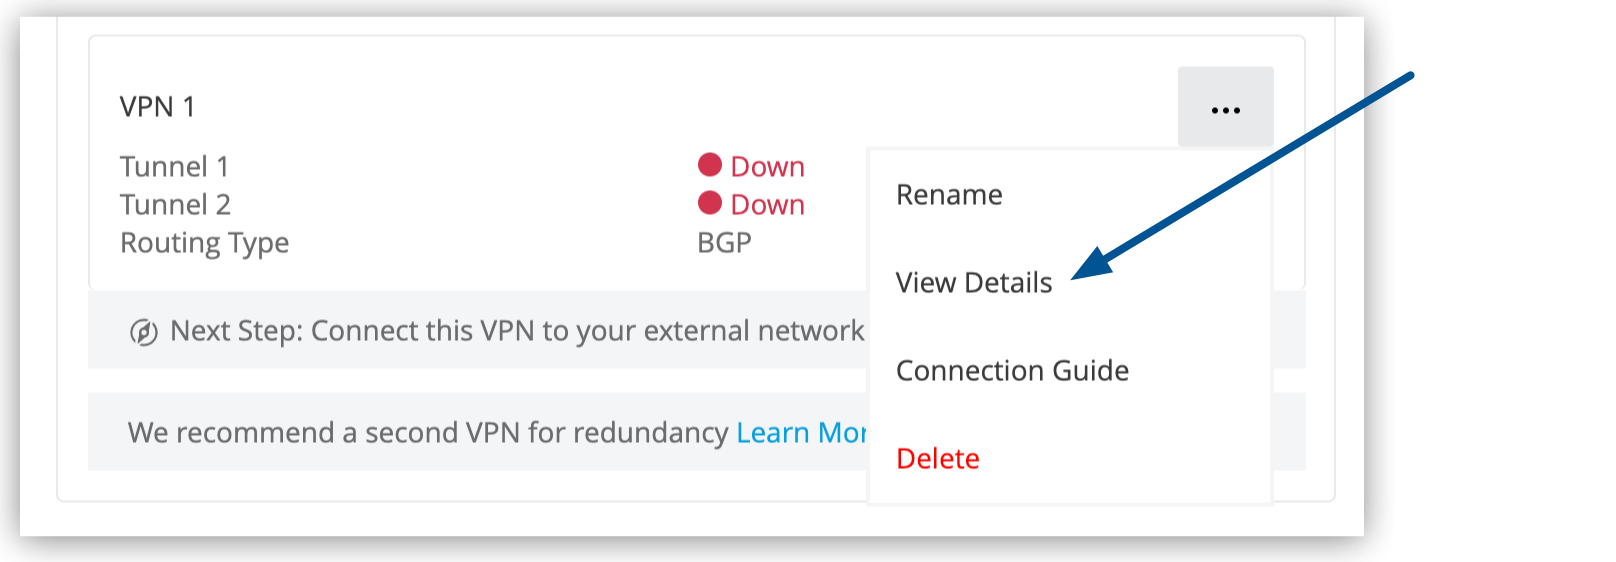 VPN 1
...
Tunnel 1 Down
Tunnel 2 Down
Routing Type BGP
Next Step: Connect this VPN to your external network
We recommend a second VPN for redundancy Learn
Rename
View Details
Connection Guide
Delete